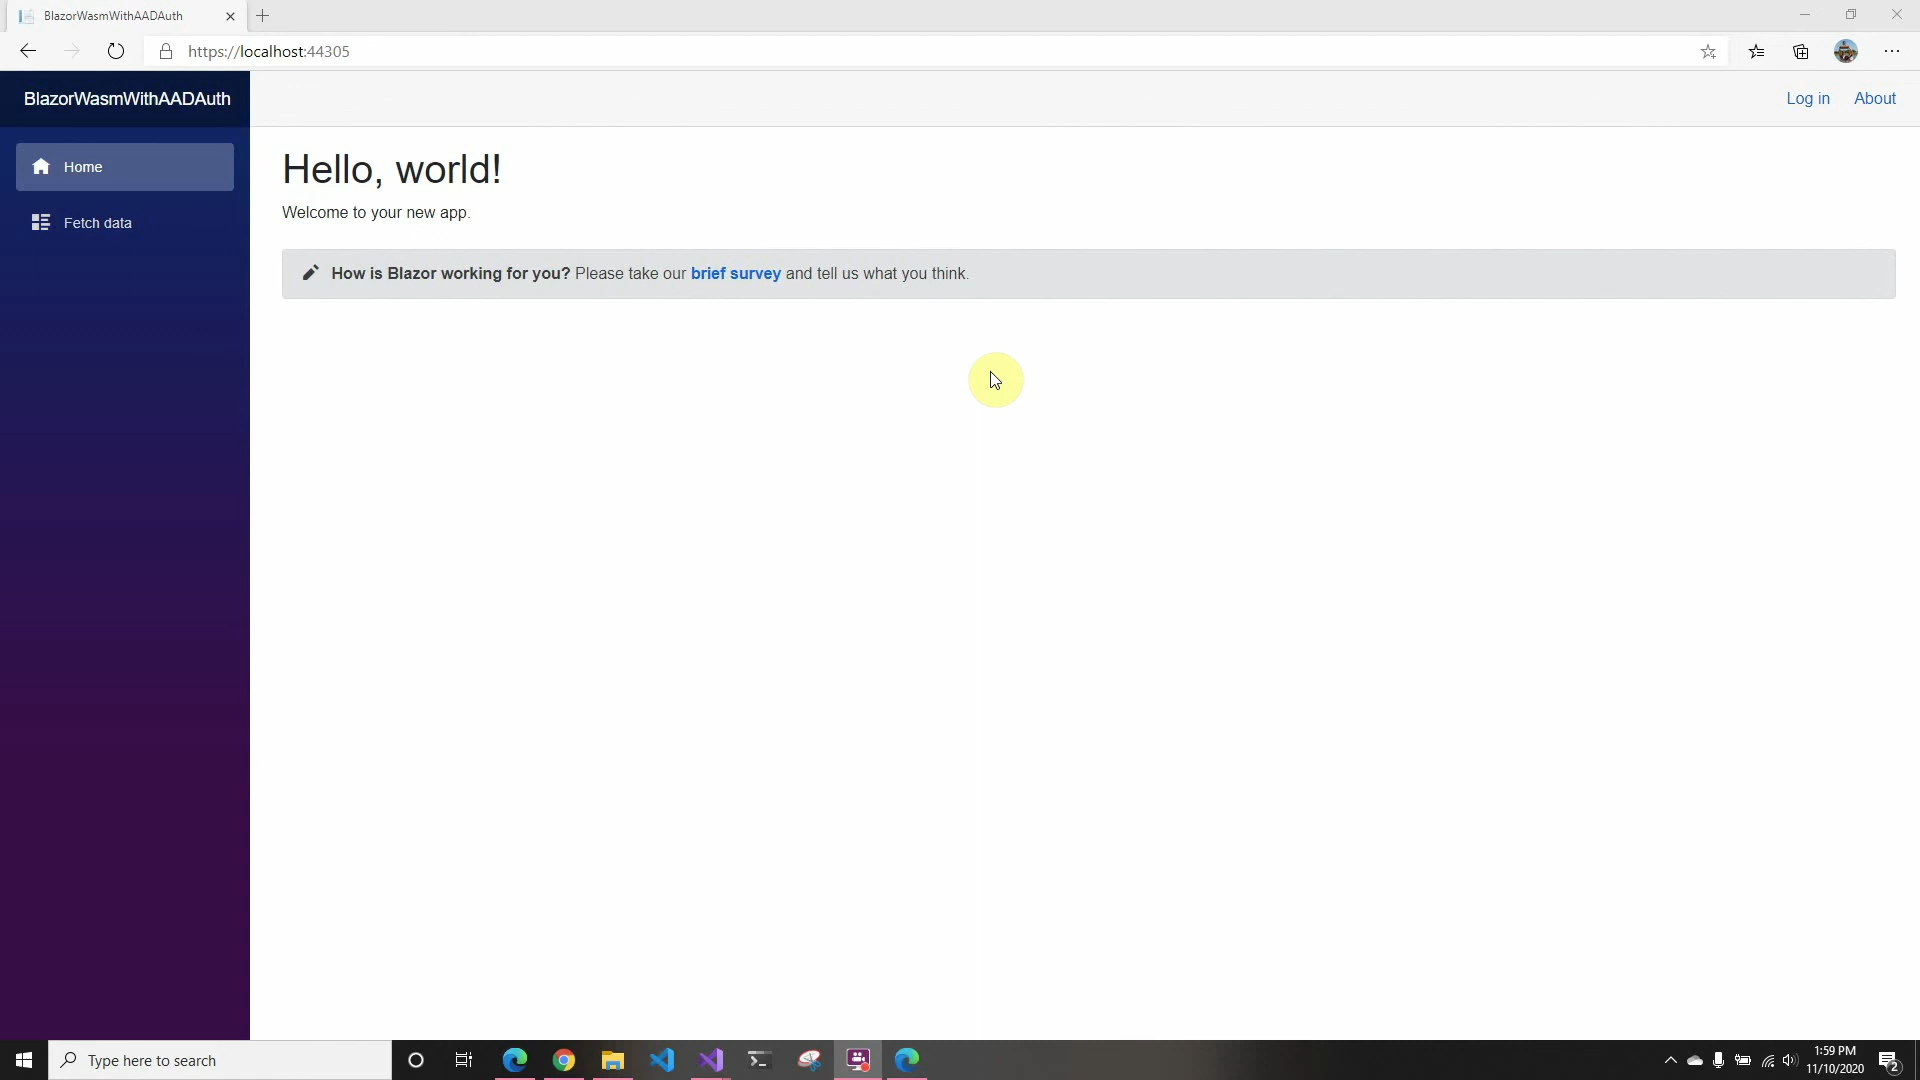 BlazorWasmWithAADAuth
https://localhost:44305
BlazorWasmWithAADAuth
Log in
About
Home
Fetch data
Hello, world!
Welcome to your new app.
How is Blazor working for you? Please take our brief survey and tell us what you think.
Type here to search
1:59 PM
11/10/2020
2